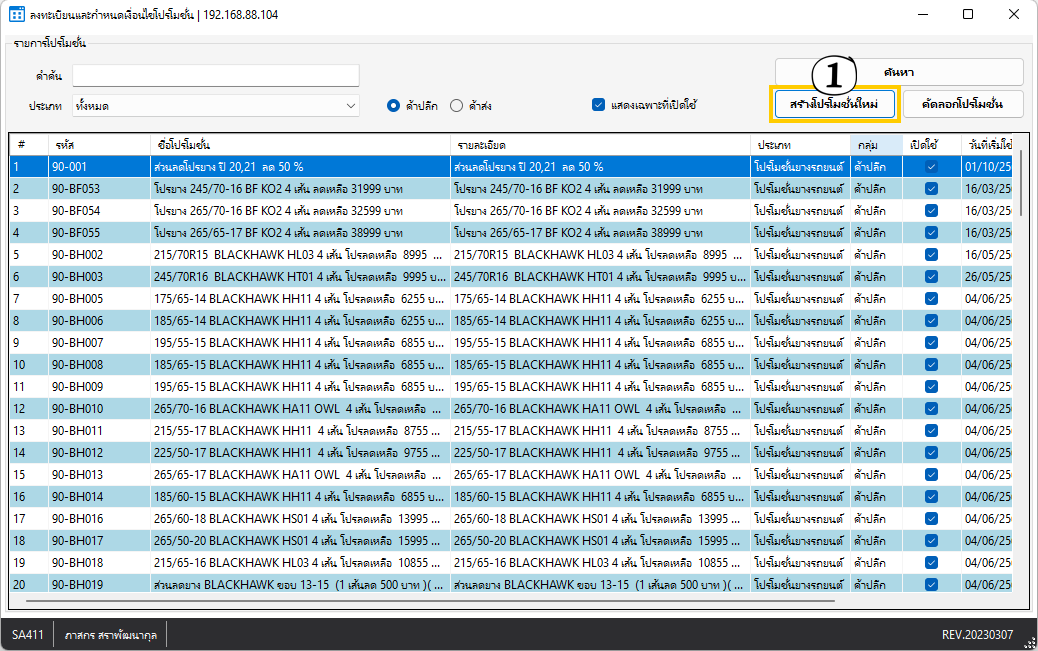 ลงทะเบียนและกำหนดเงื่อนไขโปรโมชั่น | 192.168.88.104
รายการโปรโมชั่น
คำค้น
ค้นหา
1
ประเภท ทั้งหมด ค้าปลีก ค้าส่ง แสดงเฉพาะที่เปิดใช้ สร้างโปรโมชั่นใหม่ คัดลอกโปรโมชั่น
# รหัส ชื่อโปรโมชั่น รายละเอียด ประเภท กลุ่ม เปิดใช้ วันที่เริ่มใช้
1 90-001 ส่วนลดโปรยาง ปี 20,21 ลด 50 % ส่วนลดโปรยาง ปี 20,21 ลด 50 % โปรโมชั่นยางรถยนต์ ค้าปลีก 01/10/25
2 90-BF053 โปรยาง 245/70-16 BF KO2 4 เส้น ลดเหลือ 31999 บาท โปรยาง 245/70-16 BF KO2 4 เส้น ลดเหลือ 31999 บาท โปรโมชั่นยางรถยนต์ ค้าปลีก 16/03/25
3 90-BF054 โปรยาง 265/70-16 BF KO2 4 เส้น ลดเหลือ 32599 บาท โปรยาง 265/70-16 BF KO2 4 เส้น ลดเหลือ 32599 บาท โปรโมชั่นยางรถยนต์ ค้าปลีก 16/03/25
4 90-BF055 โปรยาง 265/65-17 BF KO2 4 เส้น ลดเหลือ 38999 บาท โปรยาง 265/65-17 BF KO2 4 เส้น ลดเหลือ 38999 บาท โปรโมชั่นยางรถยนต์ ค้าปลีก 16/03/25
5 90-BH002 215/70R15 BLACKHAWK HL03 4 เส้น โปรลดเหลือ 8995 ... 215/70R15 BLACKHAWK HL03 4 เส้น โปรลดเหลือ 8995 ... โปรโมชั่นยางรถยนต์ ค้าปลีก 16/05/25
6 90-BH003 245/70R16 BLACKHAWK HT01 4 เส้น โปรลดเหลือ 9995 บ... 245/70R16 BLACKHAWK HT01 4 เส้น โปรลดเหลือ 9995 บ... โปรโมชั่นยางรถยนต์ ค้าปลีก 26/05/25
7 90-BH005 175/65-14 BLACKHAWK HH11 4 เส้น โปรลดเหลือ 6255 บ... 175/65-14 BLACKHAWK HH11 4 เส้น โปรลดเหลือ 6255 บ... โปรโมชั่นยางรถยนต์ ค้าปลีก 04/06/25
8 90-BH006 185/65-14 BLACKHAWK HH11 4 เส้น โปรลดเหลือ 6255 บ... 185/65-14 BLACKHAWK HH11 4 เส้น โปรลดเหลือ 6255 บ... โปรโมชั่นยางรถยนต์ ค้าปลีก 04/06/25
9 90-BH007 195/55-15 BLACKHAWK HH11 4 เส้น โปรลดเหลือ 6855 บ... 195/55-15 BLACKHAWK HH11 4 เส้น โปรลดเหลือ 6855 บ... โปรโมชั่นยางรถยนต์ ค้าปลีก 04/06/25
10 90-BH008 185/65-15 BLACKHAWK HH11 4 เส้น โปรลดเหลือ 6855 บ... 185/65-15 BLACKHAWK HH11 4 เส้น โปรลดเหลือ 6855 บ... โปรโมชั่นยางรถยนต์ ค้าปลีก 04/06/25
11 90-BH009 195/65-15 BLACKHAWK HH11 4 เส้น โปรลดเหลือ 6855 บ... 195/65-15 BLACKHAWK HH11 4 เส้น โปรลดเหลือ 6855 บ... โปรโมชั่นยางรถยนต์ ค้าปลีก 04/06/25
12 90-BH010 265/70-16 BLACKHAWK HA11 OWL 4 เส้น โปรลดเหลือ ... 265/70-16 BLACKHAWK HA11 OWL 4 เส้น โปรลดเหลือ ... โปรโมชั่นยางรถยนต์ ค้าปลีก 04/06/25
13 90-BH011 215/55-17 BLACKHAWK HH11 4 เส้น โปรลดเหลือ 8755 ... 215/55-17 BLACKHAWK HH11 4 เส้น โปรลดเหลือ 8755 ... โปรโมชั่นยางรถยนต์ ค้าปลีก 04/06/25
14 90-BH012 225/50-17 BLACKHAWK HH11 4 เส้น โปรลดเหลือ 9755 ... 225/50-17 BLACKHAWK HH11 4 เส้น โปรลดเหลือ 9755 ... โปรโมชั่นยางรถยนต์ ค้าปลีก 04/06/25
15 90-BH013 265/65-17 BLACKHAWK HA11 OWL 4 เส้น โปรลดเหลือ ... 265/65-17 BLACKHAWK HA11 OWL 4 เส้น โปรลดเหลือ ... โปรโมชั่นยางรถยนต์ ค้าปลีก 04/06/25
16 90-BH014 185/60-15 BLACKHAWK HH11 4 เส้น โปรลดเหลือ 6855 บ... 185/60-15 BLACKHAWK HH11 4 เส้น โปรลดเหลือ 6855 บ... โปรโมชั่นยางรถยนต์ ค้าปลีก 04/06/25
17 90-BH016 265/60-18 BLACKHAWK HS01 4 เส้น โปรลดเหลือ 13995 ... 265/60-18 BLACKHAWK HS01 4 เส้น โปรลดเหลือ 13995 ... โปรโมชั่นยางรถยนต์ ค้าปลีก 04/06/25
18 90-BH017 265/50-20 BLACKHAWK HS01 4 เส้น โปรลดเหลือ 15995 ... 265/50-20 BLACKHAWK HS01 4 เส้น โปรลดเหลือ 15995 ... โปรโมชั่นยางรถยนต์ ค้าปลีก 04/06/25
19 90-BH018 215/65-16 BLACKHAWK HL03 4 เส้น โปรลดเหลือ 10855 ... 215/65-16 BLACKHAWK HL03 4 เส้น โปรลดเหลือ 10855 ... โปรโมชั่นยางรถยนต์ ค้าปลีก 04/06/25
20 90-BH019 ส่วนลดยาง BLACKHAWK ขอบ 13-15 (1 เส้นลด 500 บาท )( ... ส่วนลดยาง BLACKHAWK ขอบ 13-15 (1 เส้นลด 500 บาท )( ... โปรโมชั่นยางรถยนต์ ค้าปลีก 04/06/25
SA411 ภาสกร สราพัฒนากุล REV.20230307